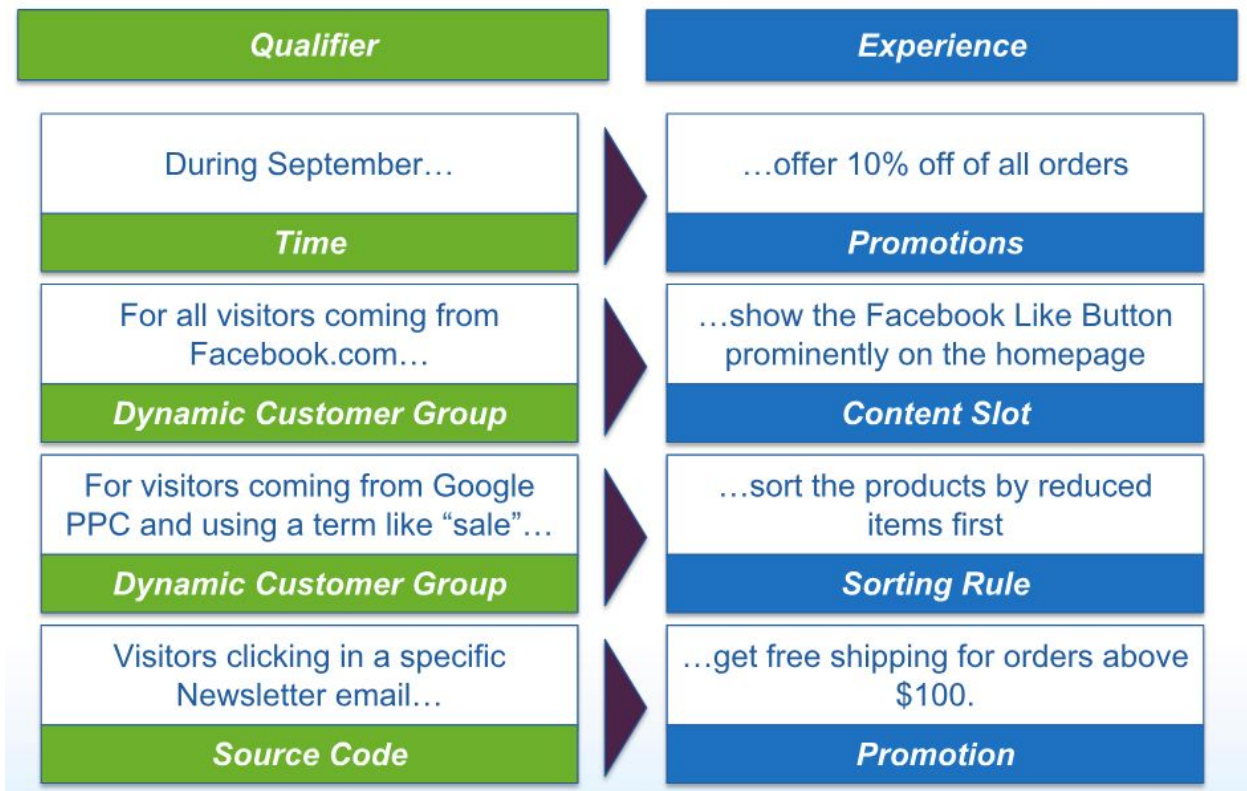 Qualifier
Experience
During September…
…offer 10% off of all orders
Time
Promotions
For all visitors coming from
Facebook.com…
…show the Facebook Like Button
prominently on the homepage
Dynamic Customer Group
Content Slot
For visitors coming from Google
PPC and using a term like “sale”…
…sort the products by reduced
items first
Dynamic Customer Group
Sorting Rule
Visitors clicking in a specific
Newsletter email…
…get free shipping for orders above
$100.
Source Code
Promotion